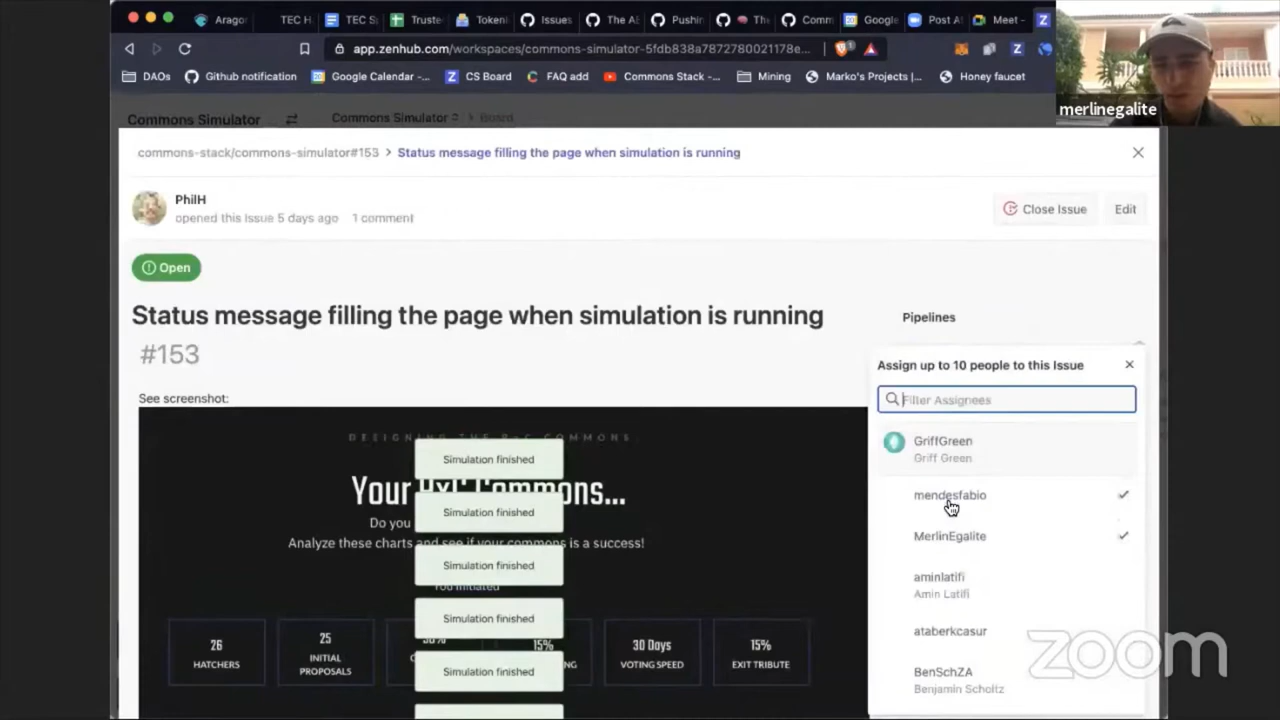 Aragor
TEC H
TEC S
Truste
Tokeni
Issues
The A
Pushin
The
Comm
Google
Post A
Meet -
app.zenhub.com/workspaces/commons-simulator-5fdb838a7872780021178e...
DAOs
Github notification
Google Calendar -...
CS Board
FAQ add
Commons Stack -...
Mining
Marko's Projects |...
Honey faucet
merlinegalite
Commons Simulator
Commons Simulator
Board
commons-stack/commons-simulator#153 > Status message filling the page when simulation is running
PhilH
opened this Issue 5 days ago 1 comment
Close Issue
Edit
Open
Status message filling the page when simulation is running
#153
Pipelines
Assign up to 10 people to this Issue
Filter Assignees
GriffGreen
Griff Green
mendesfabio
MerlinEgalite
aminlatifi
Amin Latifi
ataberkcasur
BenSchZA
Benjamin Scholtz
See screenshot:
Simulation finished
Your
Commons...
Simulation finished
Do you
Analyze these charts and see if your commons is a success!
Simulation finished
You initiated
Simulation finished
Simulation finished
26
HATCHERS
25
INITIAL
PROPOSALS
15%
30 Days
VOTING SPEED
15%
EXIT TRIBUTE
zoom